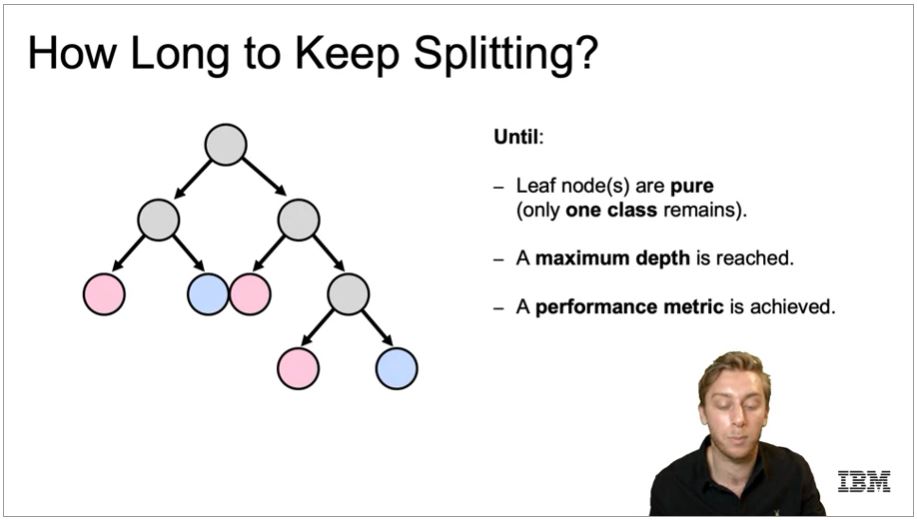 How Long to Keep Splitting?
Until:
– Leaf node(s) are pure
(only one class remains).
– A maximum depth is reached.
– A performance metric is achieved.
IBM